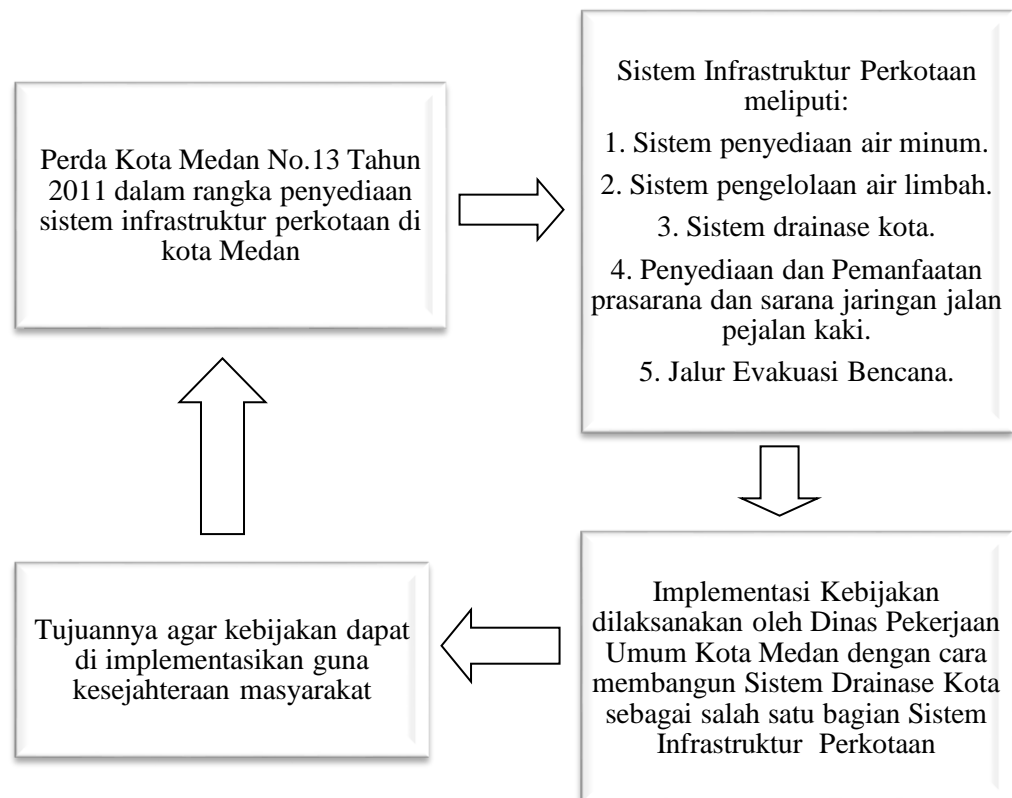 Perda Kota Medan No.13 Tahun
2011 dalam rangka penyediaan
sistem infrastruktur perkotaan di
kota Medan
Sistem Infrastruktur Perkotaan
meliputi:
1. Sistem penyediaan air minum.
2. Sistem pengelolaan air limbah.
3. Sistem drainase kota.
4. Penyediaan dan Pemanfaatan
prasarana dan sarana jaringan jalan
pejalan kaki.
5. Jalur Evakuasi Bencana.
Implementasi Kebijakan
dilaksanakan oleh Dinas Pekerjaan
Umum Kota Medan dengan cara
membangun Sistem Drainase Kota
sebagai salah satu bagian Sistem
Infrastruktur Perkotaan
Tujuannya agar kebijakan dapat
di implementasikan guna
kesejahteraan masyarakat